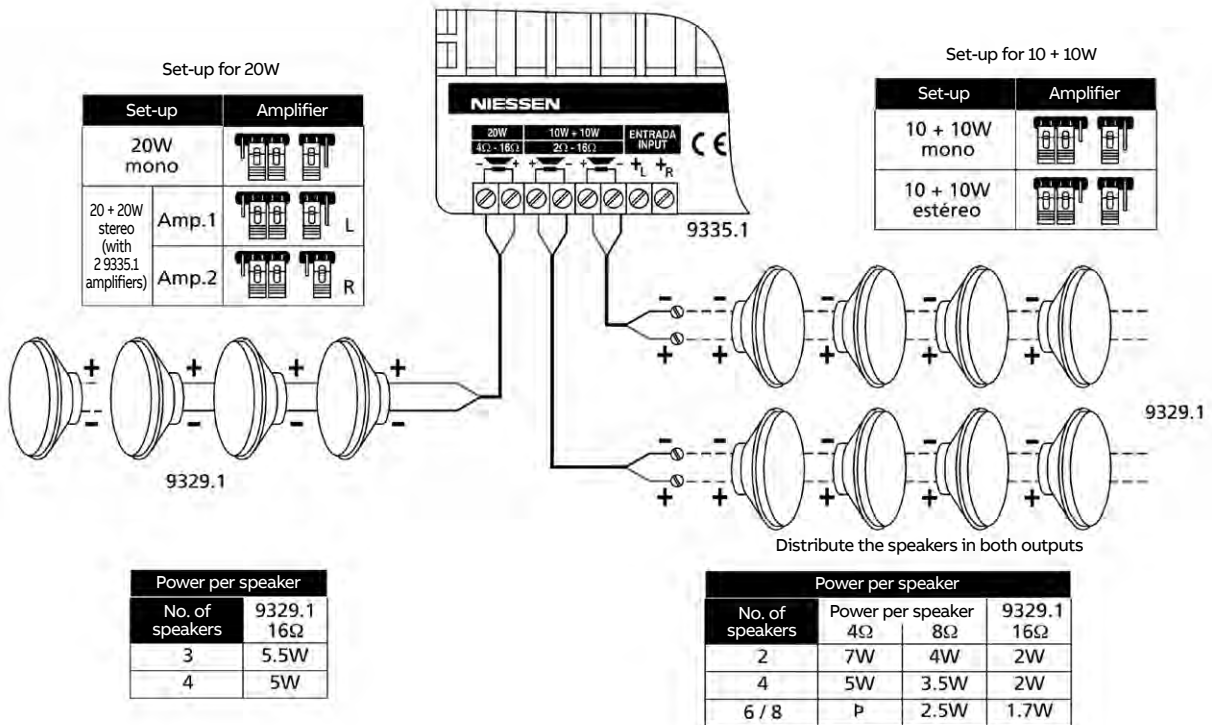 Set-up for 20W
Set-up Amplifier
20W
mono
20 + 20W
stereo
(with
2 9335.1
amplifiers)
Amp.1 L
Amp.2 R
NIESSEN
20W 10W + 10W ENTRADA
INPUT
4Ω - 16Ω 2Ω - 16Ω
CE
- + + - + - + L + R
9335.1
Set-up for 10 + 10W
Set-up Amplifier
10 + 10W
mono
10 + 10W
estéreo
+ + + +
- - - -
9329.1
- - - - -
+ + + + +
9329.1
- - - - -
+ + + + +
Distribute the speakers in both outputs
Power per speaker
No. of
speakers
9329.1
16Ω
3 5.5W
4 5W
Power per speaker
No. of
speakers
Power per speaker
4Ω 8Ω
9329.1
16Ω
2 7W 4W 2W
4 5W 3.5W 2W
6 / 8 Þ 2.5W 1.7W